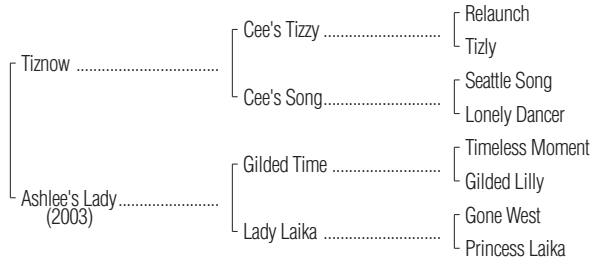 Relaunch
Cee's Tizzy ..............................
Tizly
Tiznow ....................................
Seattle Song
Cee's Song..............................
Lonely Dancer
Timeless Moment
Gilded Time ...........................
Gilded Lilly
Ashlee's Lady.........................
(2003)
Gone West
Lady Laika ..............................
Princess Laika